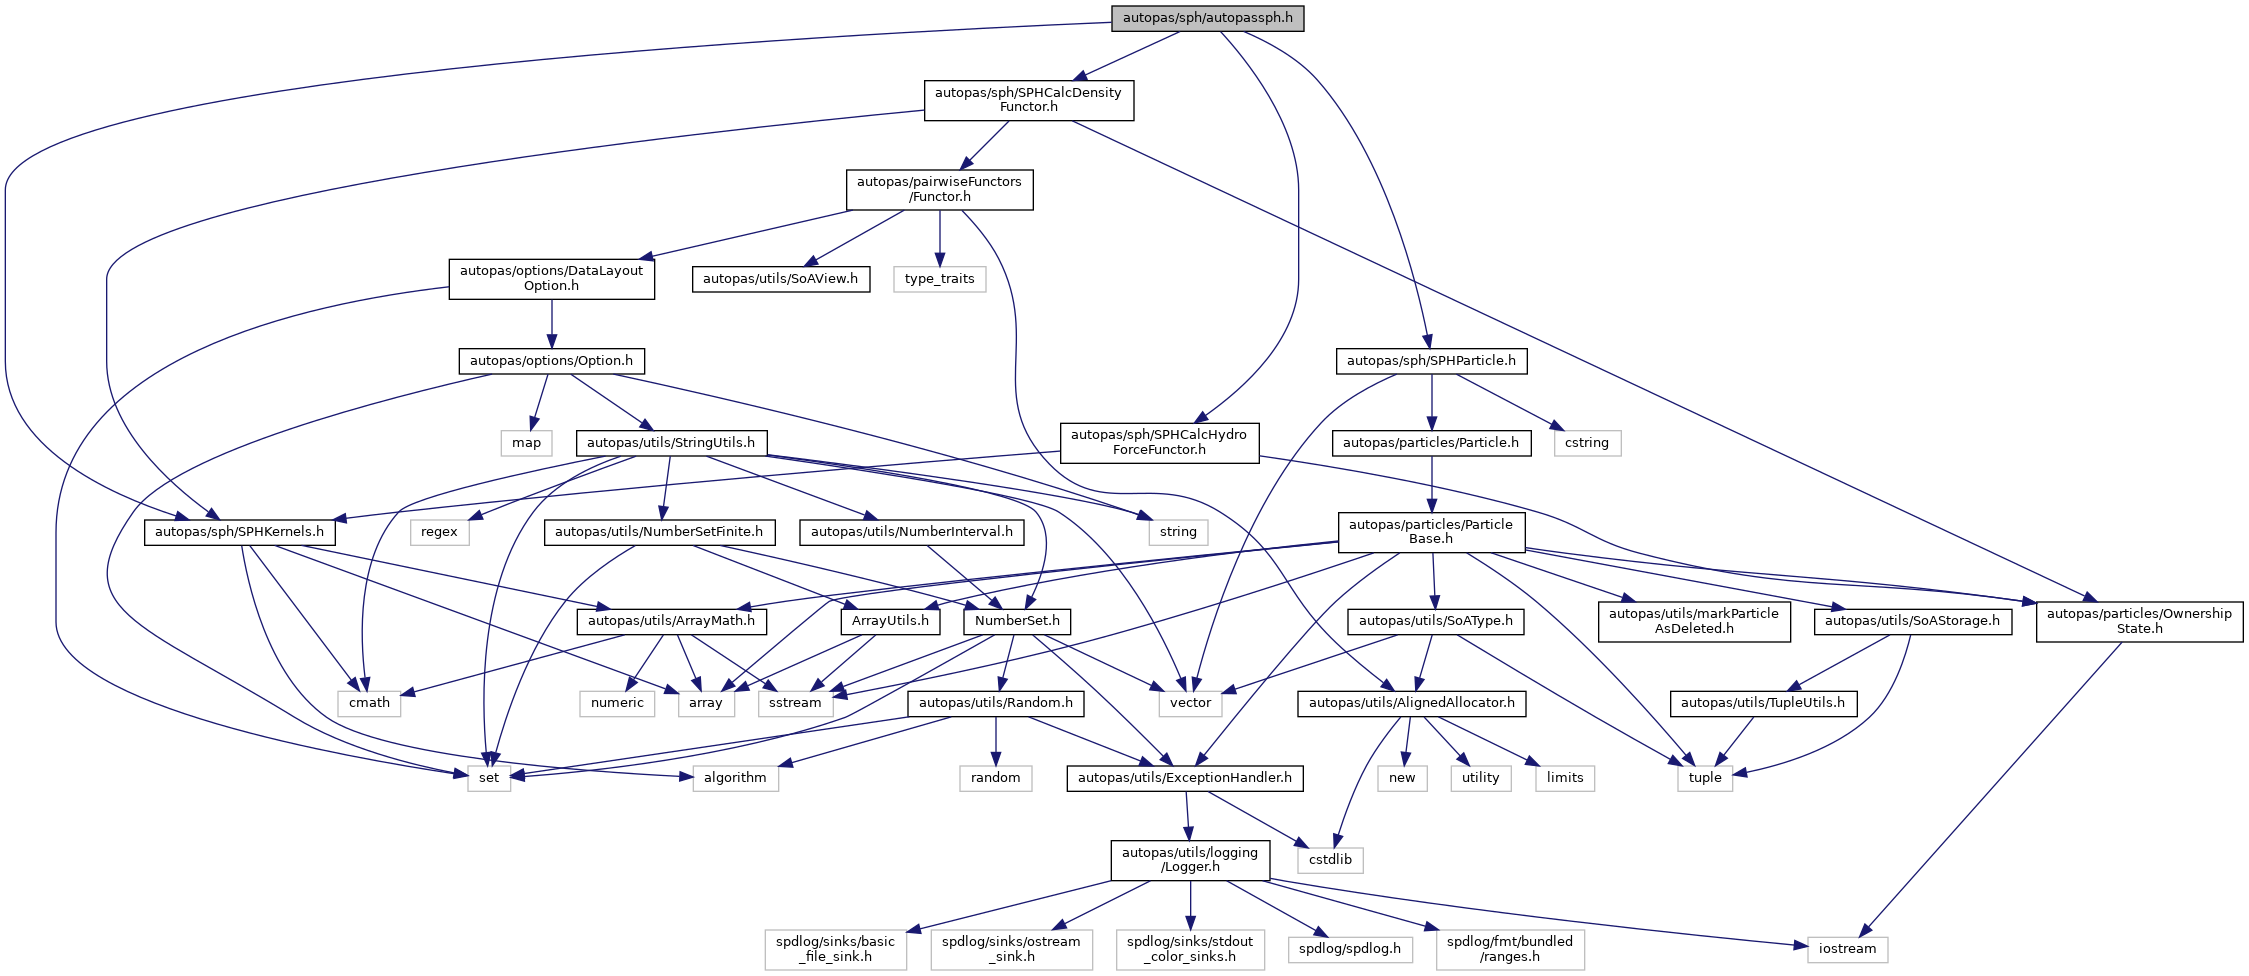 autopas/sph/autopassph.h
autopas/sph/SPHCalcDensity
Functor.h
autopas/pairwiseFunctors
/Functor.h
autopas/options/DataLayout
Option.h
autopas/utils/SoAView.h
type_traits
autopas/options/Option.h
autopas/sph/SPHParticle.h
map
autopas/utils/StringUtils.h
autopas/sph/SPHCalcHydro
ForceFunctor.h
autopas/particles/Particle.h
cstring
autopas/sph/SPHKernels.h
regex
autopas/utils/NumberSetFinite.h
autopas/utils/NumberInterval.h
string
autopas/particles/Particle
Base.h
autopas/utils/ArrayMath.h
ArrayUtils.h
NumberSet.h
autopas/utils/SoAType.h
autopas/utils/markParticle
AsDeleted.h
autopas/utils/SoAStorage.h
autopas/particles/Ownership
State.h
cmath
numeric
array
sstream
autopas/utils/Random.h
vector
autopas/utils/AlignedAllocator.h
autopas/utils/TupleUtils.h
set
algorithm
random
autopas/utils/ExceptionHandler.h
new
utility
limits
tuple
autopas/utils/logging
/Logger.h
cstdlib
spdlog/sinks/basic
_file_sink.h
spdlog/sinks/ostream
_sink.h
spdlog/sinks/stdout
_color_sinks.h
spdlog/spdlog.h
spdlog/fmt/bundled
/ranges.h
iostream